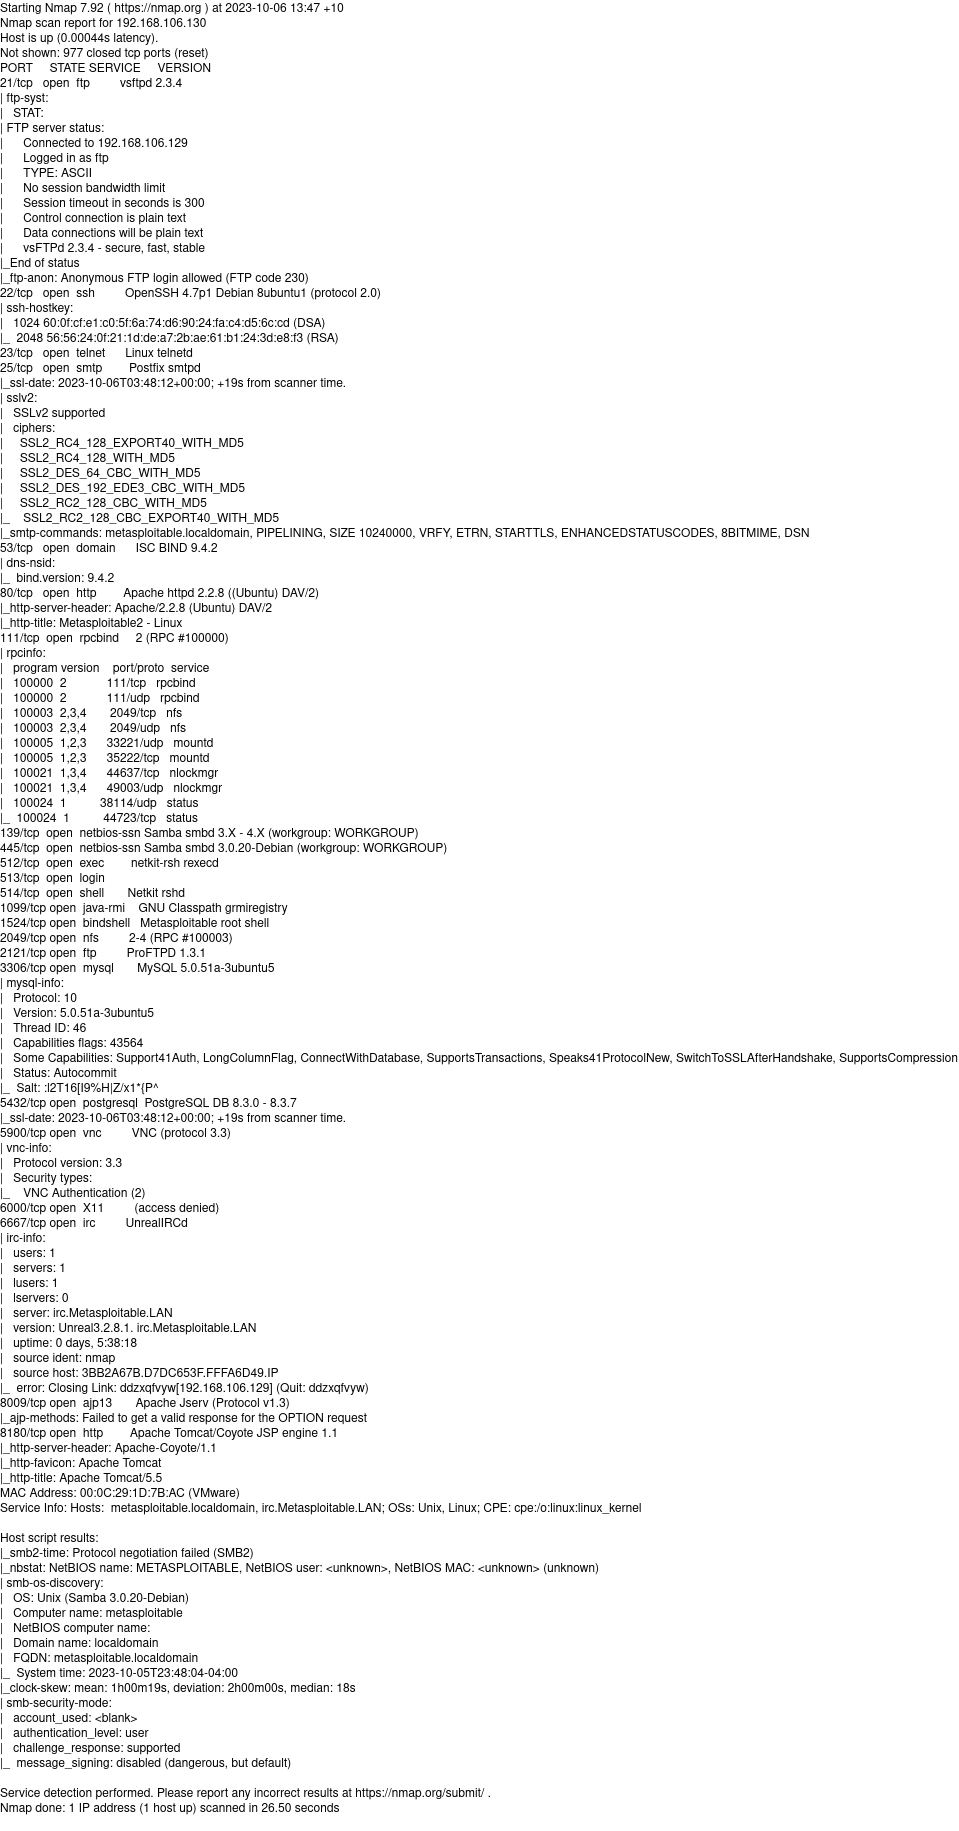 Starting Nmap 7.92 ( https://nmap.org ) at 2023-10-06 13:47 +10
Nmap scan report for 192.168.106.130
Host is up (0.00044s latency).
Not shown: 977 closed tcp ports (reset)
PORT     STATE SERVICE     VERSION
21/tcp   open  ftp         vsftpd 2.3.4
| ftp-syst:
|   STAT:
| FTP server status:
|      Connected to 192.168.106.129
|      Logged in as ftp
|      TYPE: ASCII
|      No session bandwidth limit
|      Session timeout in seconds is 300
|      Control connection is plain text
|      Data connections will be plain text
|      vsFTPd 2.3.4 - secure, fast, stable
|_End of status
|_ftp-anon: Anonymous FTP login allowed (FTP code 230)
22/tcp   open  ssh         OpenSSH 4.7p1 Debian 8ubuntu1 (protocol 2.0)
| ssh-hostkey:
|   1024 60:0f:cf:e1:c0:5f:6a:74:d6:90:24:fa:c4:d5:6c:cd (DSA)
|_  2048 56:56:24:0f:21:1d:de:a7:2b:ae:61:b1:24:3d:e8:f3 (RSA)
23/tcp   open  telnet      Linux telnetd
25/tcp   open  smtp        Postfix smtpd
|_ssl-date: 2023-10-06T03:48:12+00:00; +19s from scanner time.
| sslv2:
|   SSLv2 supported
|   ciphers:
|     SSL2_RC4_128_EXPORT40_WITH_MD5
|     SSL2_RC4_128_WITH_MD5
|     SSL2_DES_64_CBC_WITH_MD5
|     SSL2_DES_192_EDE3_CBC_WITH_MD5
|     SSL2_RC2_128_CBC_WITH_MD5
|_    SSL2_RC2_128_CBC_EXPORT40_WITH_MD5
|_smtp-commands: metasploitable.localdomain, PIPELINING, SIZE 10240000, VRFY, ETRN, STARTTLS, ENHANCEDSTATUSCODES, 8BITMIME, DSN
53/tcp   open  domain      ISC BIND 9.4.2
| dns-nsid:
|_  bind.version: 9.4.2
80/tcp   open  http        Apache httpd 2.2.8 ((Ubuntu) DAV/2)
|_http-server-header: Apache/2.2.8 (Ubuntu) DAV/2
|_http-title: Metasploitable2 - Linux
111/tcp  open  rpcbind     2 (RPC #100000)
| rpcinfo:
|   program version    port/proto  service
|   100000  2            111/tcp   rpcbind
|   100000  2            111/udp   rpcbind
|   100003  2,3,4       2049/tcp   nfs
|   100003  2,3,4       2049/udp   nfs
|   100005  1,2,3      33221/udp   mountd
|   100005  1,2,3      35222/tcp   mountd
|   100021  1,3,4      44637/tcp   nlockmgr
|   100021  1,3,4      49003/udp   nlockmgr
|   100024  1          38114/udp   status
|_  100024  1          44723/tcp   status
139/tcp  open  netbios-ssn Samba smbd 3.X - 4.X (workgroup: WORKGROUP)
445/tcp  open  netbios-ssn Samba smbd 3.0.20-Debian (workgroup: WORKGROUP)
512/tcp  open  exec        netkit-rsh rexecd
513/tcp  open  login
514/tcp  open  shell       Netkit rshd
1099/tcp open  java-rmi    GNU Classpath grmiregistry
1524/tcp open  bindshell   Metasploitable root shell
2049/tcp open  nfs         2-4 (RPC #100003)
2121/tcp open  ftp         ProFTPD 1.3.1
3306/tcp open  mysql       MySQL 5.0.51a-3ubuntu5
| mysql-info:
|   Protocol: 10
|   Version: 5.0.51a-3ubuntu5
|   Thread ID: 46
|   Capabilities flags: 43564
|   Some Capabilities: Support41Auth, LongColumnFlag, ConnectWithDatabase, SupportsTransactions, Speaks41ProtocolNew, SwitchToSSLAfterHandshake, SupportsCompression
|   Status: Autocommit
|_  Salt: :l2T16[I9%H|Z/x1*{P^
5432/tcp open  postgresql  PostgreSQL DB 8.3.0 - 8.3.7
|_ssl-date: 2023-10-06T03:48:12+00:00; +19s from scanner time.
5900/tcp open  vnc         VNC (protocol 3.3)
| vnc-info:
|   Protocol version: 3.3
|   Security types:
|_    VNC Authentication (2)
6000/tcp open  X11         (access denied)
6667/tcp open  irc         UnrealIRCd
| irc-info:
|   users: 1
|   servers: 1
|   lusers: 1
|   lservers: 0
|   server: irc.Metasploitable.LAN
|   version: Unreal3.2.8.1. irc.Metasploitable.LAN
|   uptime: 0 days, 5:38:18
|   source ident: nmap
|   source host: 3BB2A67B.D7DC653F.FFFA6D49.IP
|_  error: Closing Link: ddzxqfvyw[192.168.106.129] (Quit: ddzxqfvyw)
8009/tcp open  ajp13       Apache Jserv (Protocol v1.3)
|_ajp-methods: Failed to get a valid response for the OPTION request
8180/tcp open  http        Apache Tomcat/Coyote JSP engine 1.1
|_http-server-header: Apache-Coyote/1.1
|_http-favicon: Apache Tomcat
|_http-title: Apache Tomcat/5.5
MAC Address: 00:0C:29:1D:7B:AC (VMware)
Service Info: Hosts:  metasploitable.localdomain, irc.Metasploitable.LAN; OSs: Unix, Linux; CPE: cpe:/o:linux:linux_kernel

Host script results:
|_smb2-time: Protocol negotiation failed (SMB2)
|_nbstat: NetBIOS name: METASPLOITABLE, NetBIOS user: <unknown>, NetBIOS MAC: <unknown> (unknown)
| smb-os-discovery:
|   OS: Unix (Samba 3.0.20-Debian)
|   Computer name: metasploitable
|   NetBIOS computer name:
|   Domain name: localdomain
|   FQDN: metasploitable.localdomain
|_  System time: 2023-10-05T23:48:04-04:00
|_clock-skew: mean: 1h00m19s, deviation: 2h00m00s, median: 18s
| smb-security-mode:
|   account_used: <blank>
|   authentication_level: user
|   challenge_response: supported
|_  message_signing: disabled (dangerous, but default)

Service detection performed. Please report any incorrect results at https://nmap.org/submit/ .
Nmap done: 1 IP address (1 host up) scanned in 26.50 seconds